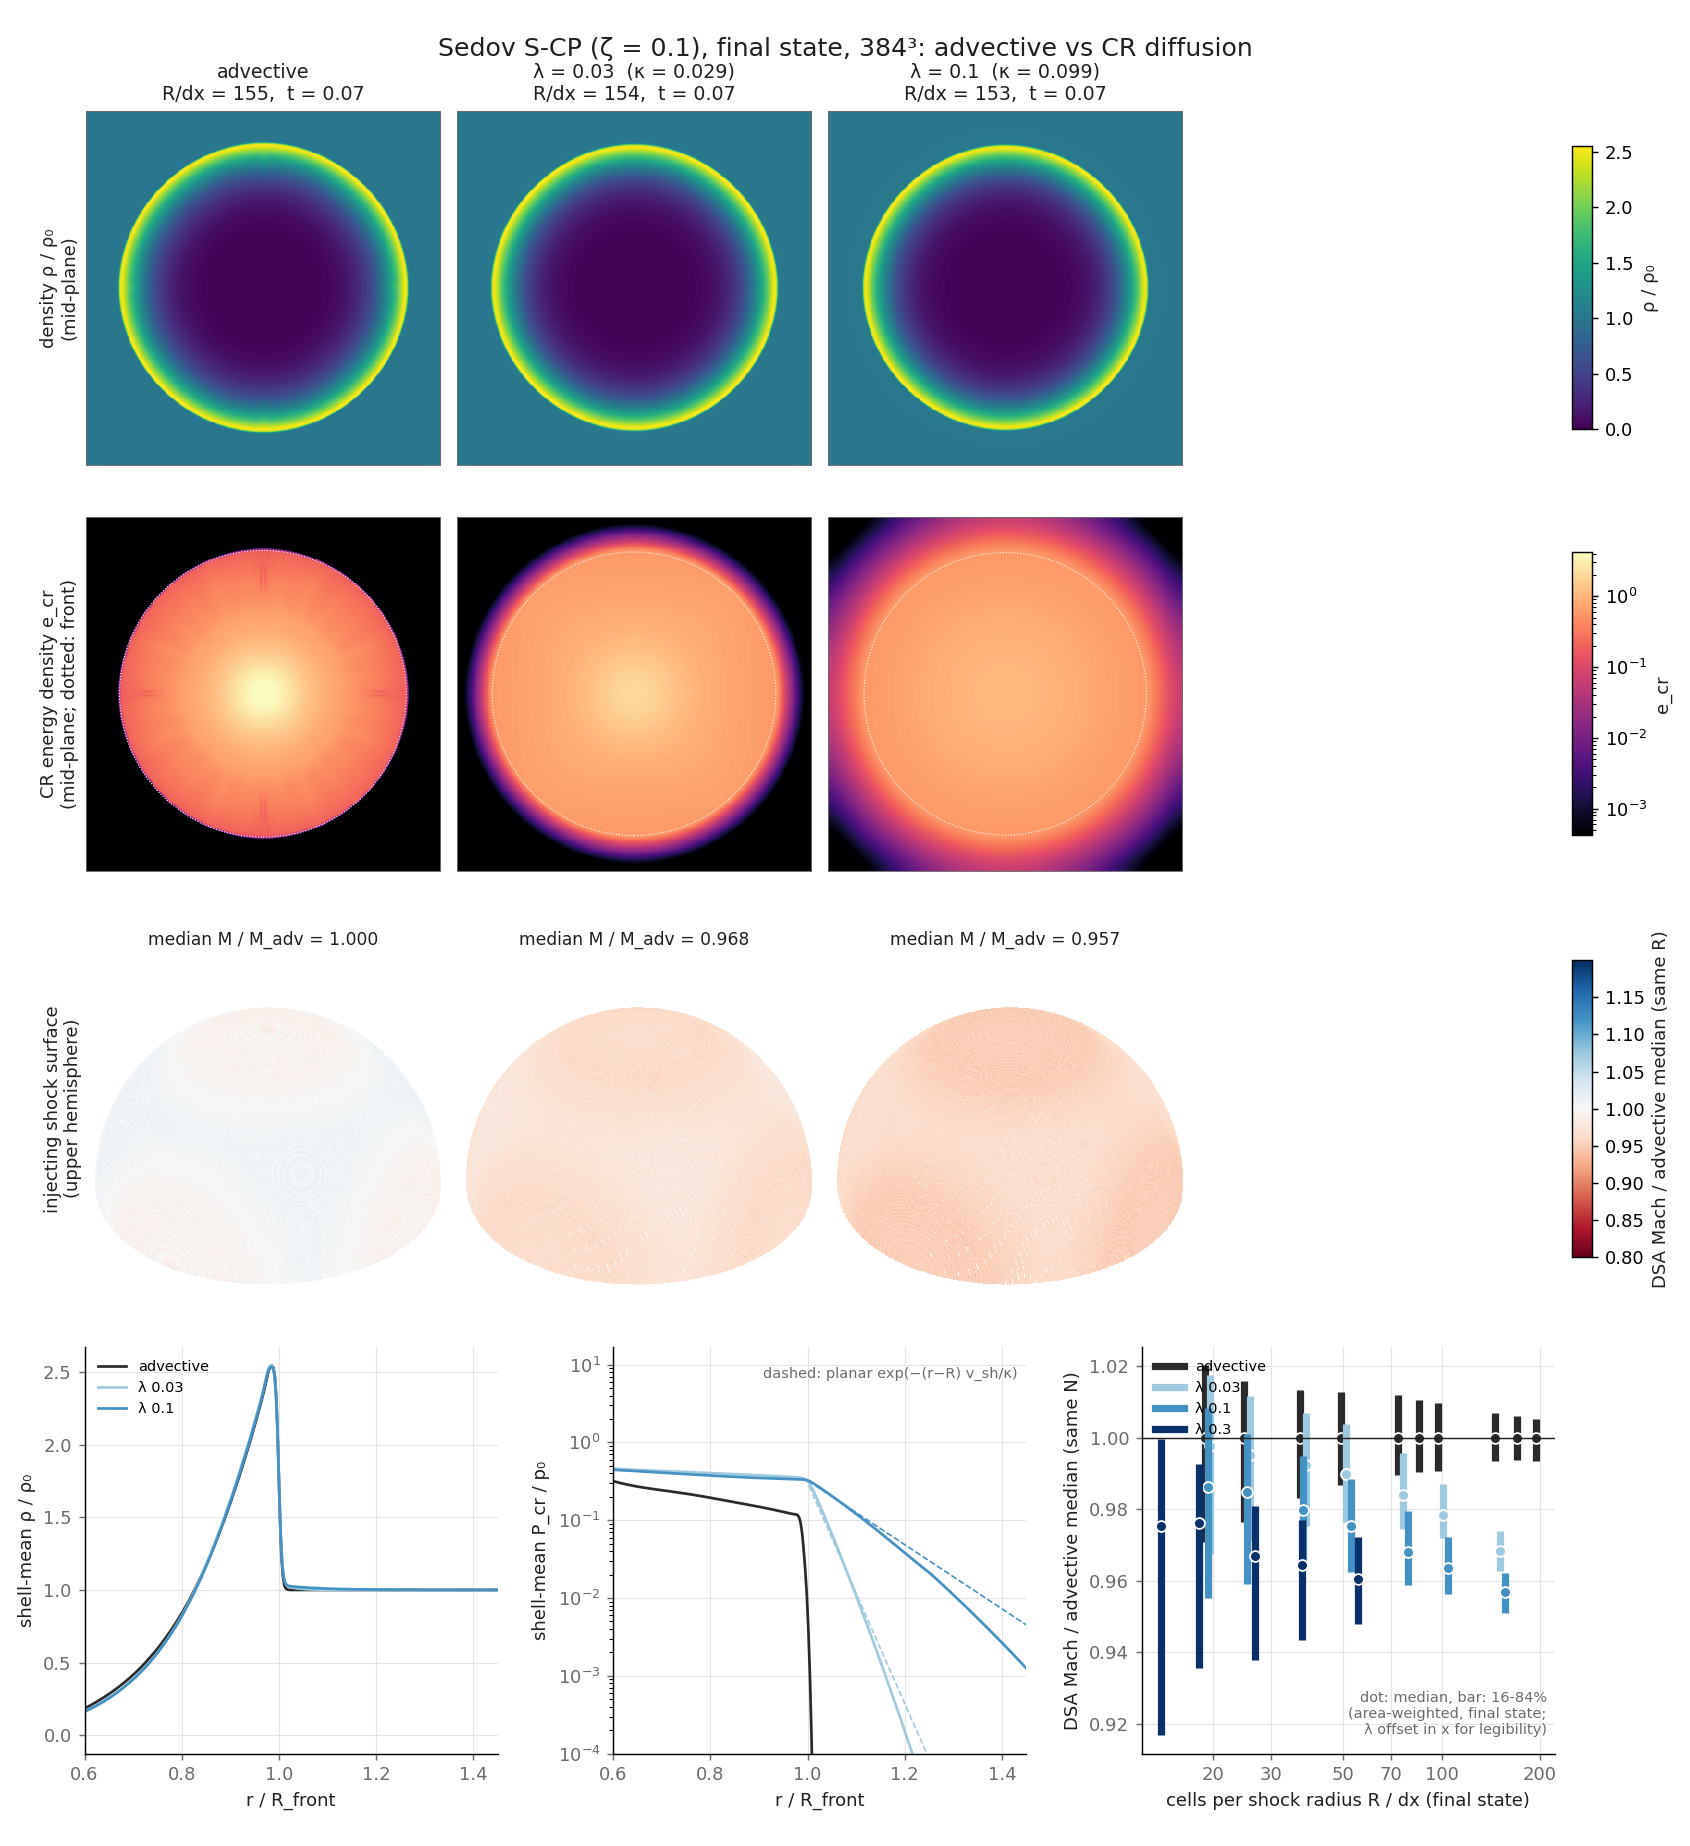 Sedov S-CP (ζ = 0.1), final state, 384³: advective vs CR diffusion
advective
R/dx = 155,  t = 0.07
λ = 0.03  (κ = 0.029)
R/dx = 154,  t = 0.07
λ = 0.1  (κ = 0.099)
R/dx = 153,  t = 0.07
density ρ / ρ₀
(mid-plane)
2.5
2.0
1.5
1.0
0.5
0.0
ρ / ρ₀
CR energy density e_cr
(mid-plane; dotted: front)
10⁰
10⁻¹
10⁻²
10⁻³
e_cr
median M / M_adv = 1.000
median M / M_adv = 0.968
median M / M_adv = 0.957
injecting shock surface
(upper hemisphere)
1.15
1.10
1.05
1.00
0.95
0.90
0.85
0.80
DSA Mach / advective median (same R)
shell-mean ρ / ρ₀
2.5
2.0
1.5
1.0
0.5
0.0
advective
λ 0.03
λ 0.1
0.6
0.8
1.0
1.2
1.4
r / R_front
shell-mean P_cr / p₀
10¹
10⁰
10⁻¹
10⁻²
10⁻³
10⁻⁴
dashed: planar exp(−(r−R) v_sh/κ)
0.6
0.8
1.0
1.2
1.4
r / R_front
DSA Mach / advective median (same N)
1.02
1.00
0.98
0.96
0.94
0.92
advective
λ 0.03
λ 0.1
λ 0.3
dot: median, bar: 16-84%
(area-weighted, final state;
λ offset in x for legibility)
20
30
50
70
100
200
cells per shock radius R / dx (final state)